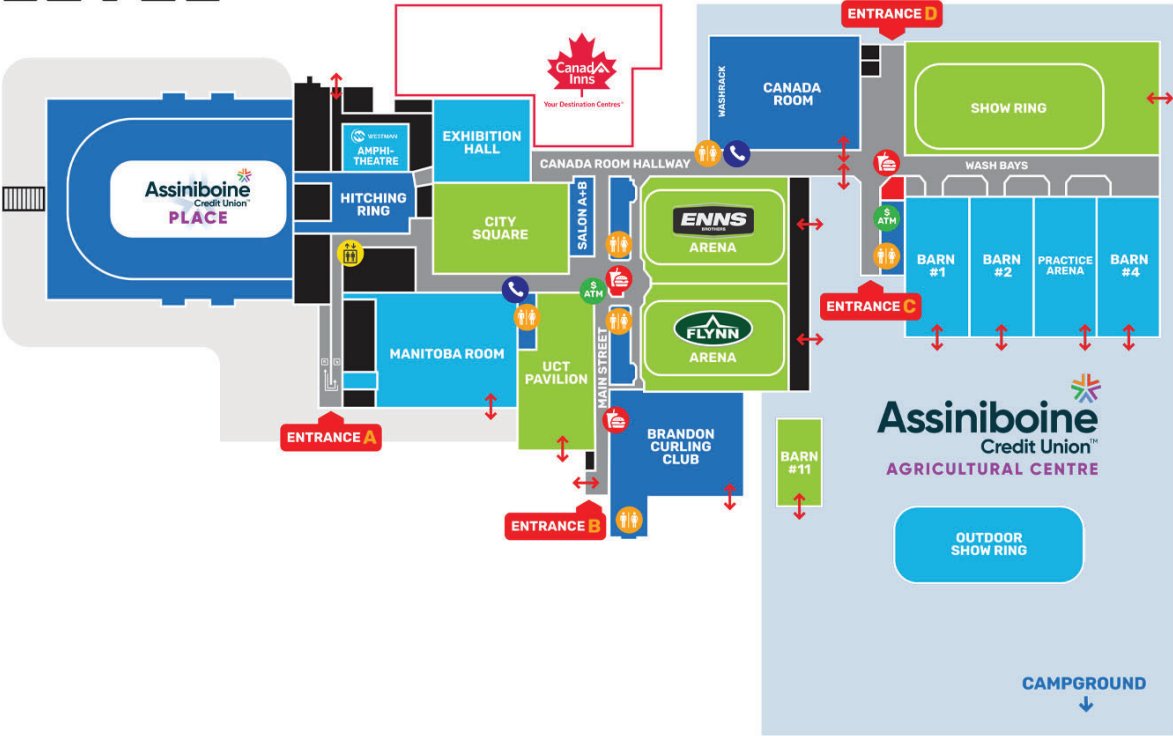 ENTRANCE D
Canada
Inns
Your Destination Centres
WASHRACK
CANADA
ROOM
SHOW RING
WESTMAN
AMPHI-
THEATRE
EXHIBITION
HALL
CANADA ROOM HALLWAY
WASH BAYS
Assiniboine
Credit Union™
PLACE
HITCHING
RING
CITY
SQUARE
SALON A+B
ENNS
BROTHERS
ARENA
$
ATM
BARN
#1
BARN
#2
PRACTICE
ARENA
BARN
#4
$
ATM
ENTRANCE C
MANITOBA ROOM
UCT
PAVILION
MAIN STREET
FLYNN
ARENA
ENTRANCE A
BRANDON
CURLING
CLUB
BARN
#11
Assiniboine
Credit Union™
AGRICULTURAL CENTRE
ENTRANCE B
OUTDOOR
SHOW RING
CAMPGROUND